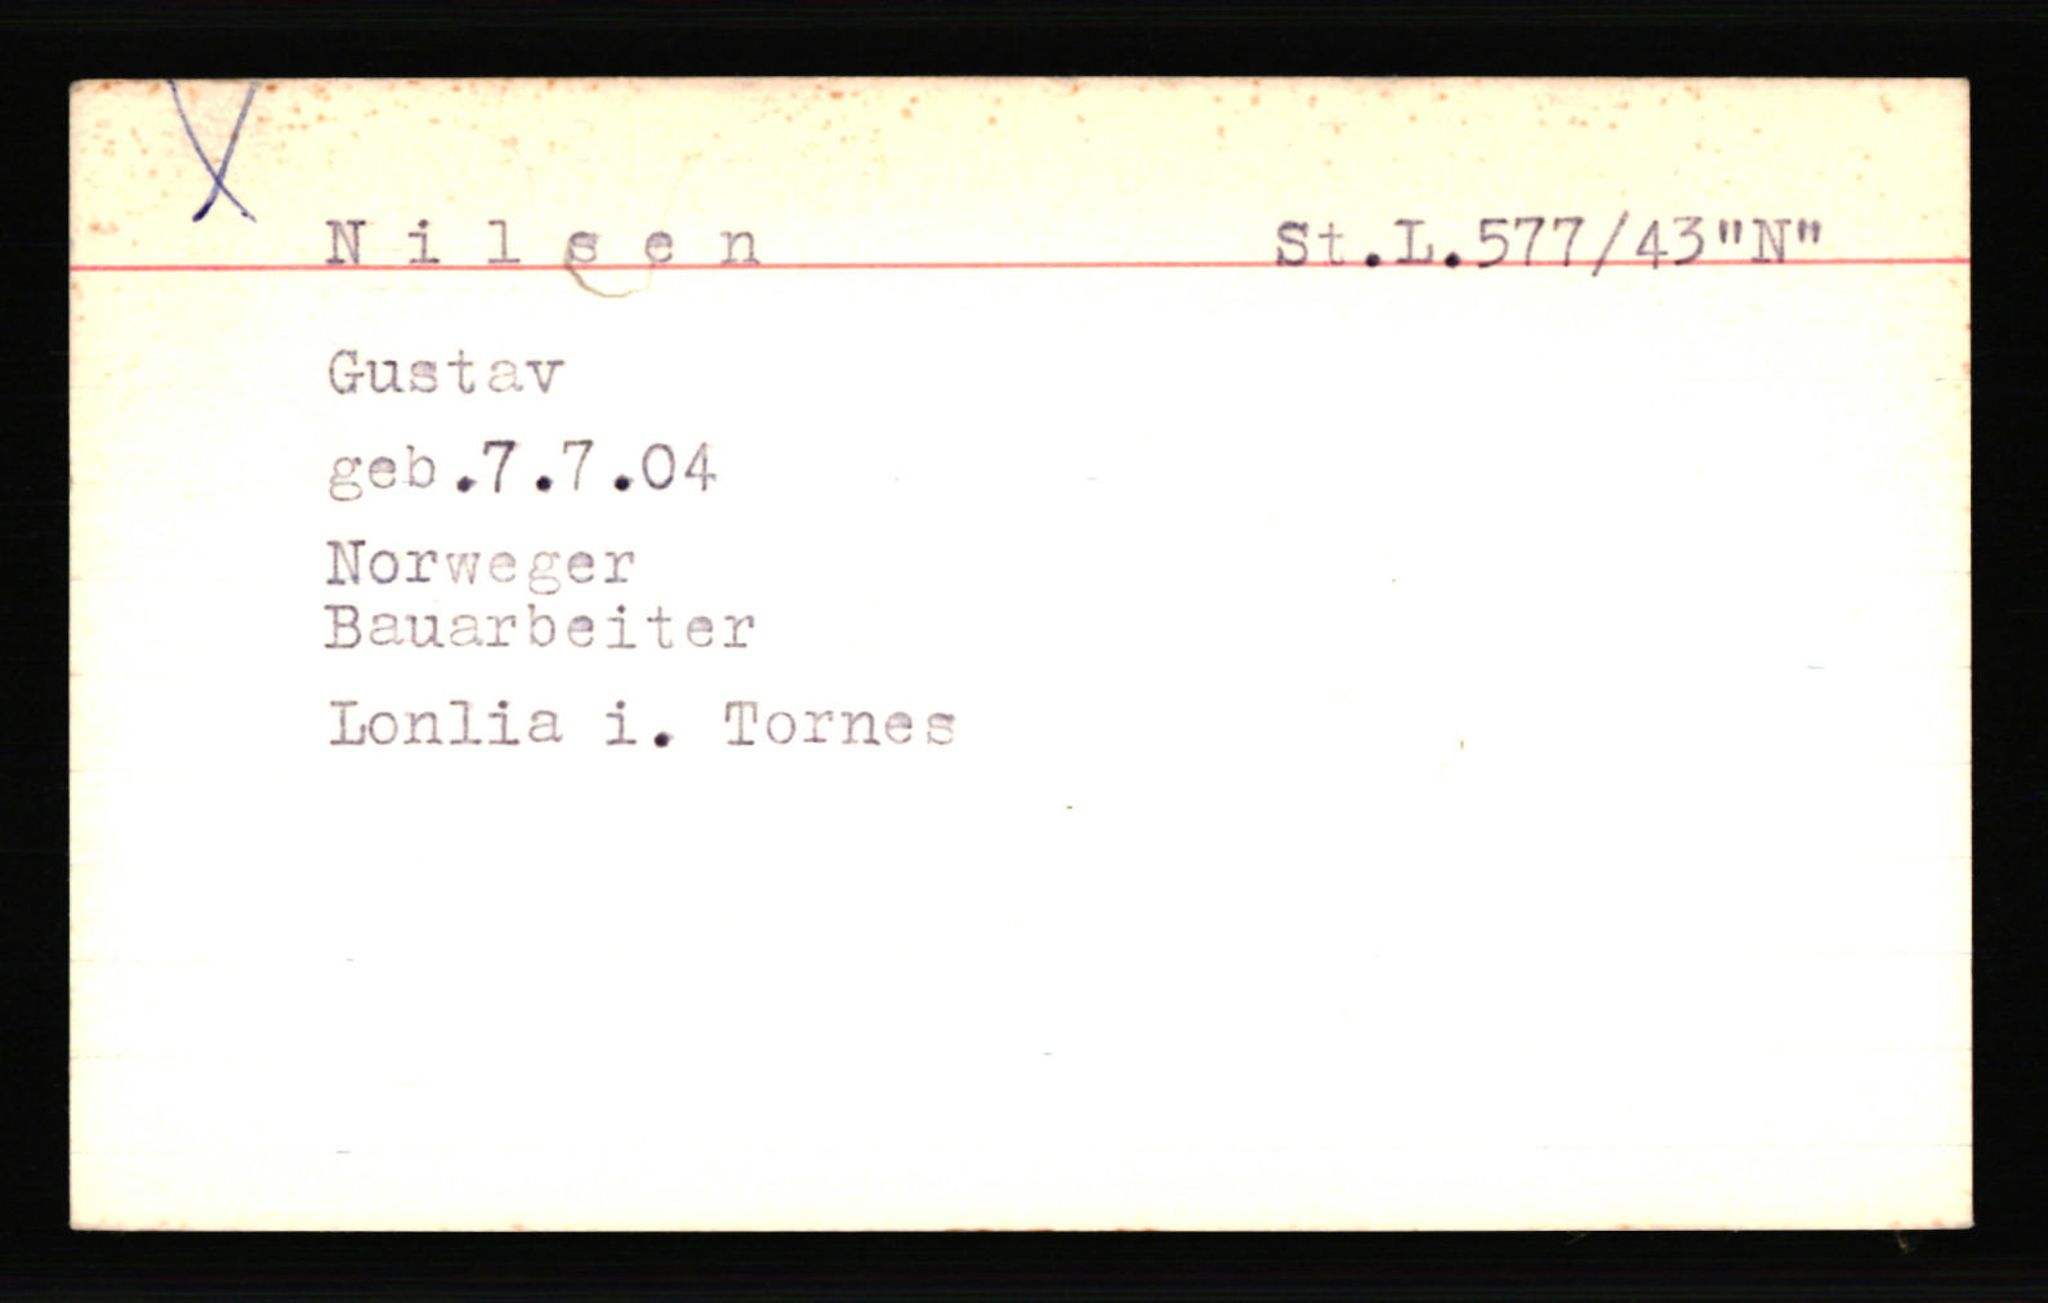 N i l s e n St.L.577/43"N"
Gustav
geb.7.7.04
Norweger
Bauarbeiter
Lonlia i. Tornes